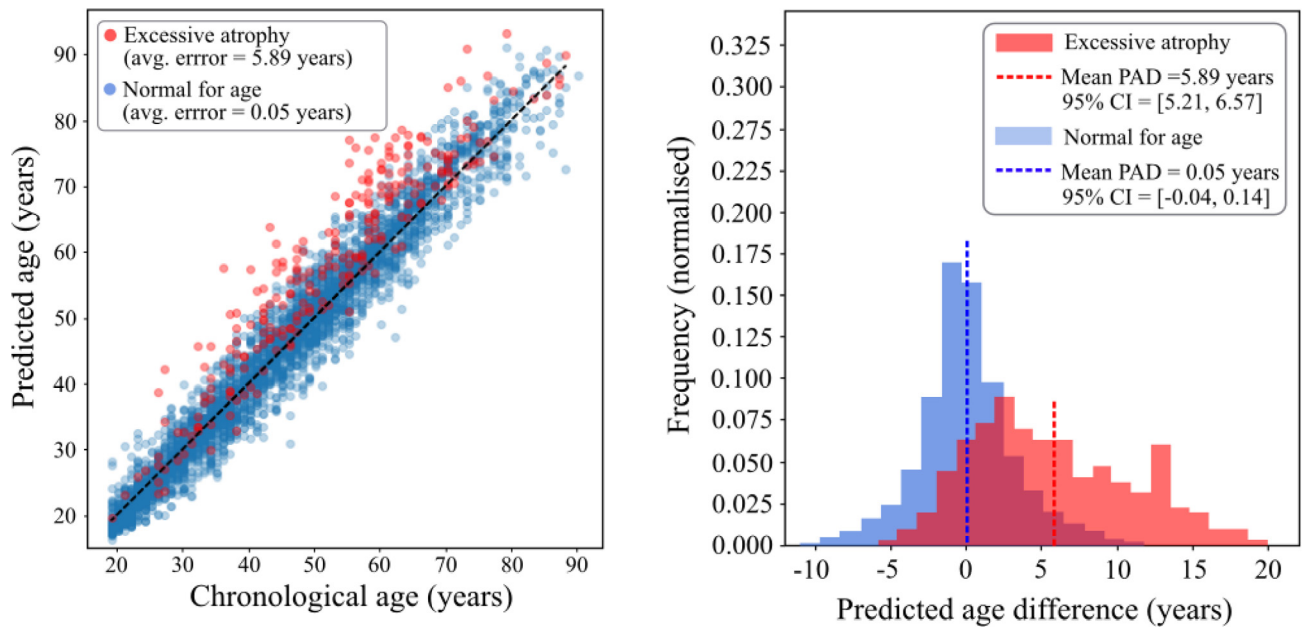 Excessive atrophy
(avg. errror = 5.89 years)
Normal for age
(avg. errror = 0.05 years)
Predicted age (years)
90
80
70
60
50
40
30
20
20 30 40 50 60 70 80 90
Chronological age (years)
Excessive atrophy
Mean PAD =5.89 years
95% CI = [5.21, 6.57]
Normal for age
Mean PAD = 0.05 years
95% CI = [-0.04, 0.14]
Frequency (normalised)
0.325
0.300
0.275
0.250
0.225
0.200
0.175
0.150
0.125
0.100
0.075
0.050
0.025
0.000
-10 -5 0 5 10 15 20
Predicted age difference (years)